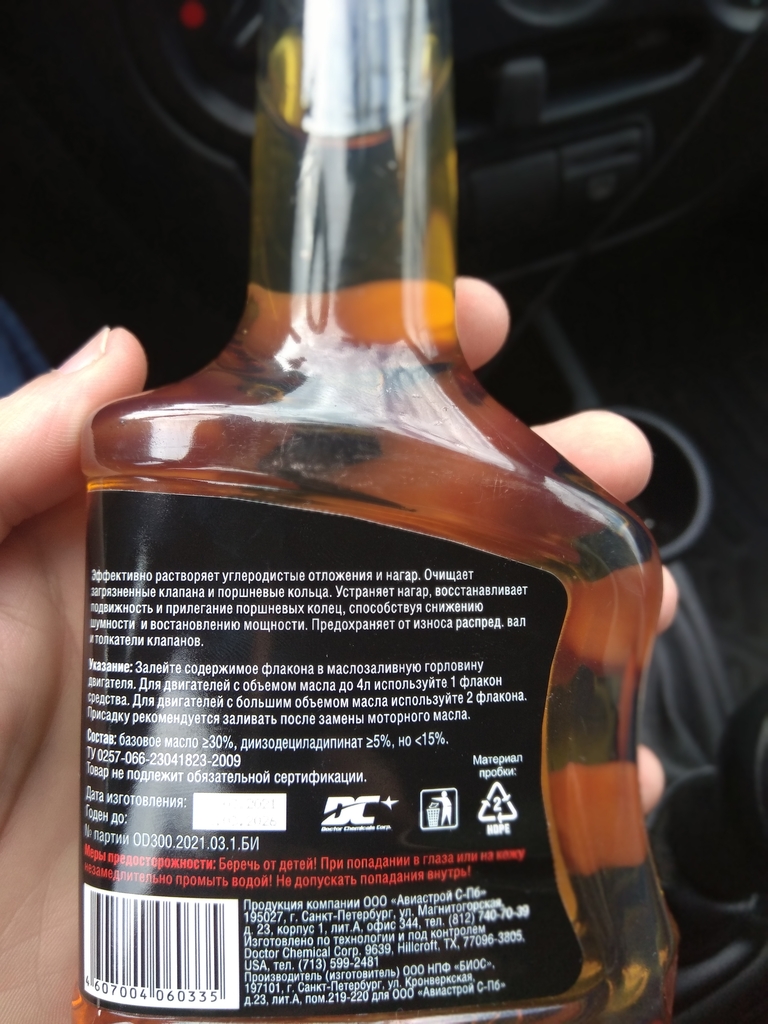 Эффективно растворяет углеродистые отложения и нагар. Очищает
загрязненные клапана и поршневые кольца. Устраняет нагар, восстанавливает
подвижность и прилегание поршневых колец, способствуя снижению
шумности и востановлению мощности. Предохраняет от износа распред. вал
и толкатели клапанов.
Указание: Залейте содержимое флакона в маслозаливную горловину
двигателя. Для двигателей с объемом масла до 4л используйте 1 флакон
средства. Для двигателей с большим объемом масла используйте 2 флакона.
Присадку рекомендуется заливать после замены моторного масла.
Состав: базовое масло ≥30%, диизодециладипинат ≥5%, но <15%.
ТУ 0257-066-23041823-2009
Товар не подлежит обязательной сертификации.
Материал
пробки:
Дата изготовления:
Годен до:
DC
Doctor Chemicals Corp.
2
HDPE
№ партии OD300.2021.03.1.БИ
Меры предосторожности: Беречь от детей! При попадании в глаза или на кожу
незамедлительно промыть водой! Не допускать попадания внутрь!
Продукция компании ООО «Авиастрой С-Пб»
195027, г. Санкт-Петербург, ул. Магнитогорская,
д. 23, корпус 1, лит.А, офис 344, тел. (812) 740-70-39
Изготовлено по технологии и под контролем
Doctor Chemical Corp. 9639, Hillcroft, TX, 77096-3805,
USA, тел. (713) 599-2481
Производитель (изготовитель) ООО НПФ «БИОС».
197101, г. Санкт-Петербург, ул. Кронверкская,
д.23, лит.А, пом.219-220 для ООО «Авиастрой С-Пб»
4 607004 060335